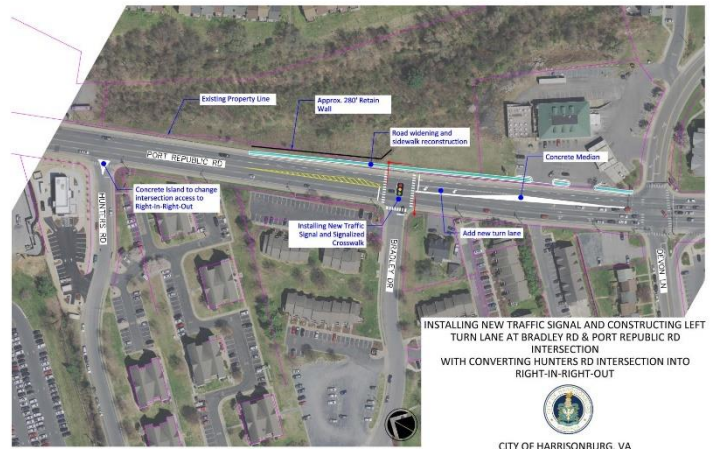 Existing Property Line
Approx. 280' Retain
Wall
Road widening and
sidewalk reconstruction
Concrete Median
PORT REPUBLIC RD
HUNTERS RD
Concrete Island to change
intersection access to
Right-In-Right-Out
Installing New Traffic
Signal and Signalized
Crosswalk
BRADLEY DR
Add new turn lane
DEVON LN
INSTALLING NEW TRAFFIC SIGNAL AND CONSTRUCTING LEFT
TURN LANE AT BRADLEY RD & PORT REPUBLIC RD
INTERSECTION
WITH CONVERTING HUNTERS RD INTERSECTION INTO
RIGHT-IN-RIGHT-OUT
CITY OF HARRISONBURG, VA